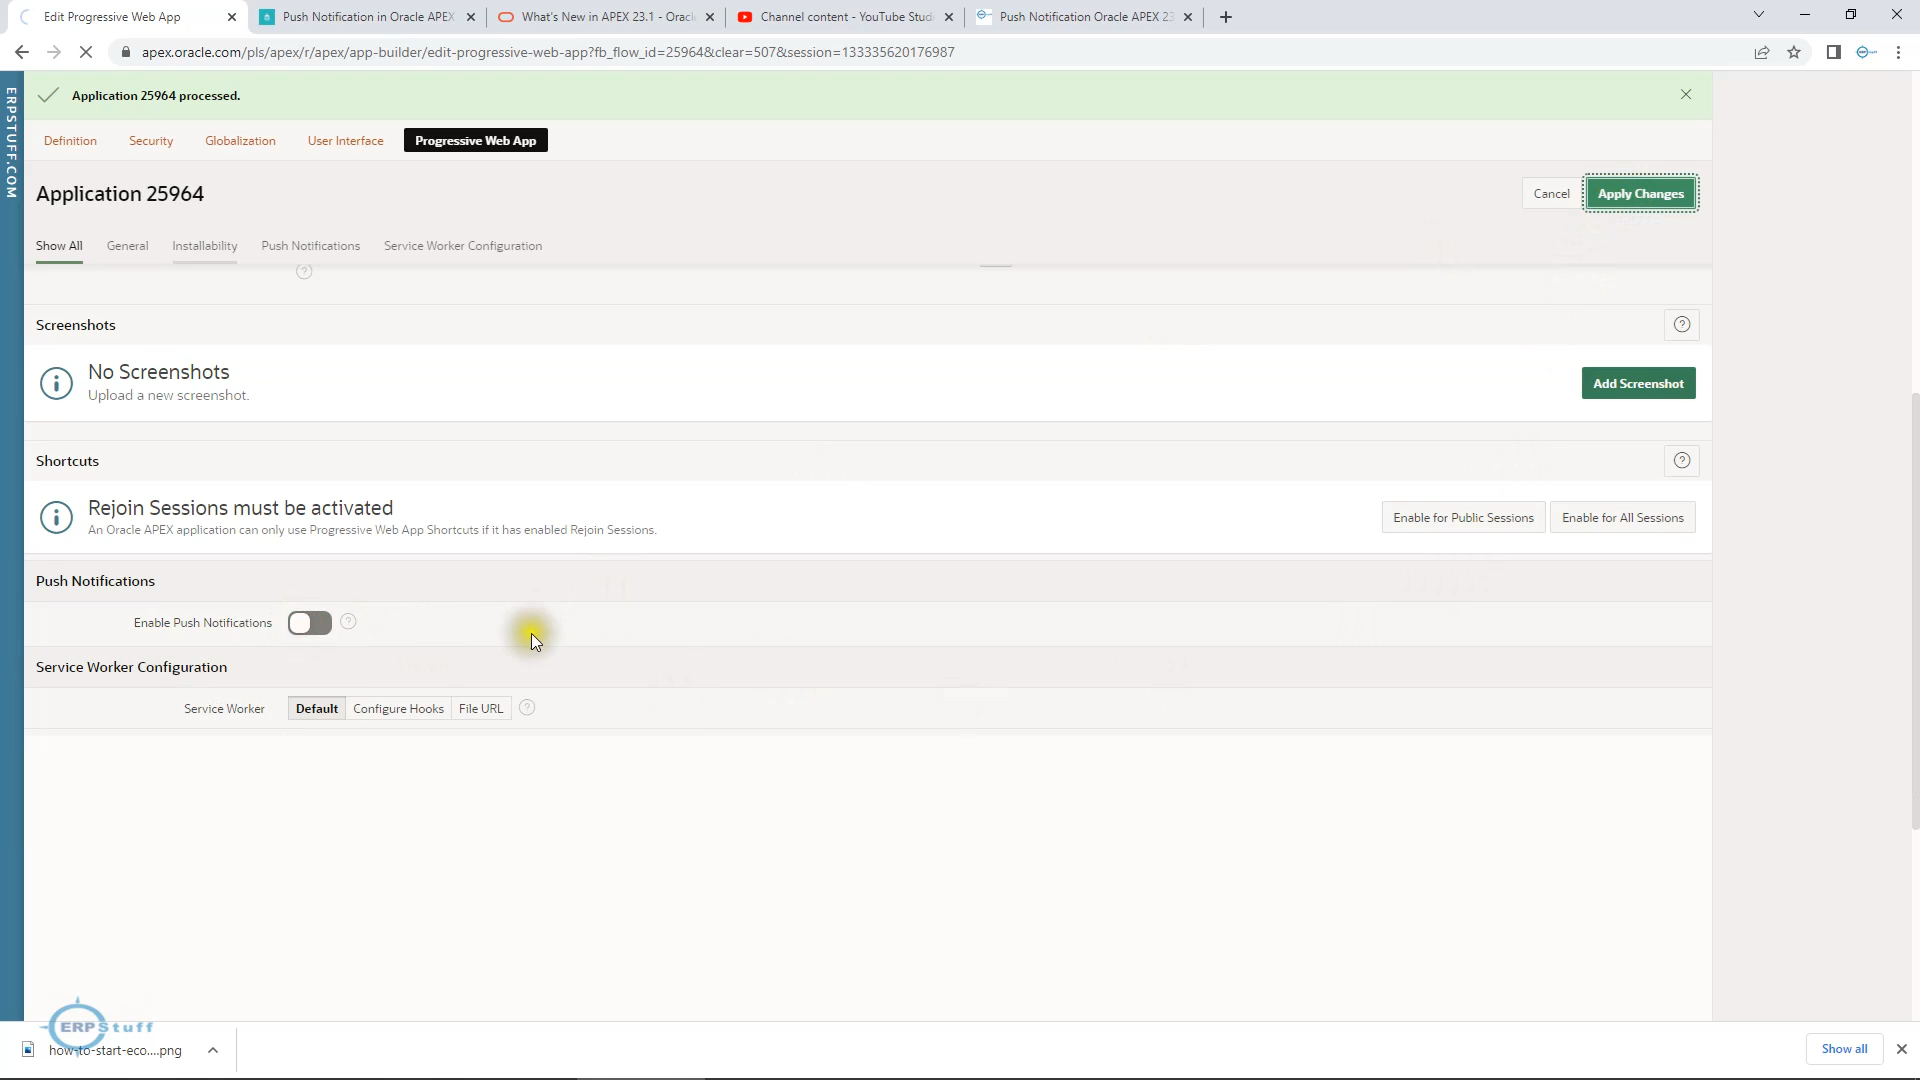 Edit Progressive Web App
Push Notification in Oracle APEX
What's New in APEX 23.1 - Oracl
Channel content - YouTube Studi
Push Notification Oracle APEX 23
apex.oracle.com/pls/apex/r/apex/app-builder/edit-progressive-web-app?fb_flow_id=25964&clear=507&session=133335620176987
ERPSTUFF.COM
Application 25964 processed.
Definition Security Globalization User Interface Progressive Web App
Application 25964
Cancel Apply Changes
Show All General Installability Push Notifications Service Worker Configuration
Screenshots
No Screenshots
Upload a new screenshot.
Add Screenshot
Shortcuts
Rejoin Sessions must be activated
An Oracle APEX application can only use Progressive Web App Shortcuts if it has enabled Rejoin Sessions.
Enable for Public Sessions Enable for All Sessions
Push Notifications
Enable Push Notifications
Service Worker Configuration
Service Worker Default Configure Hooks File URL
ERPStuff
how-to-start-eco....png
Show all